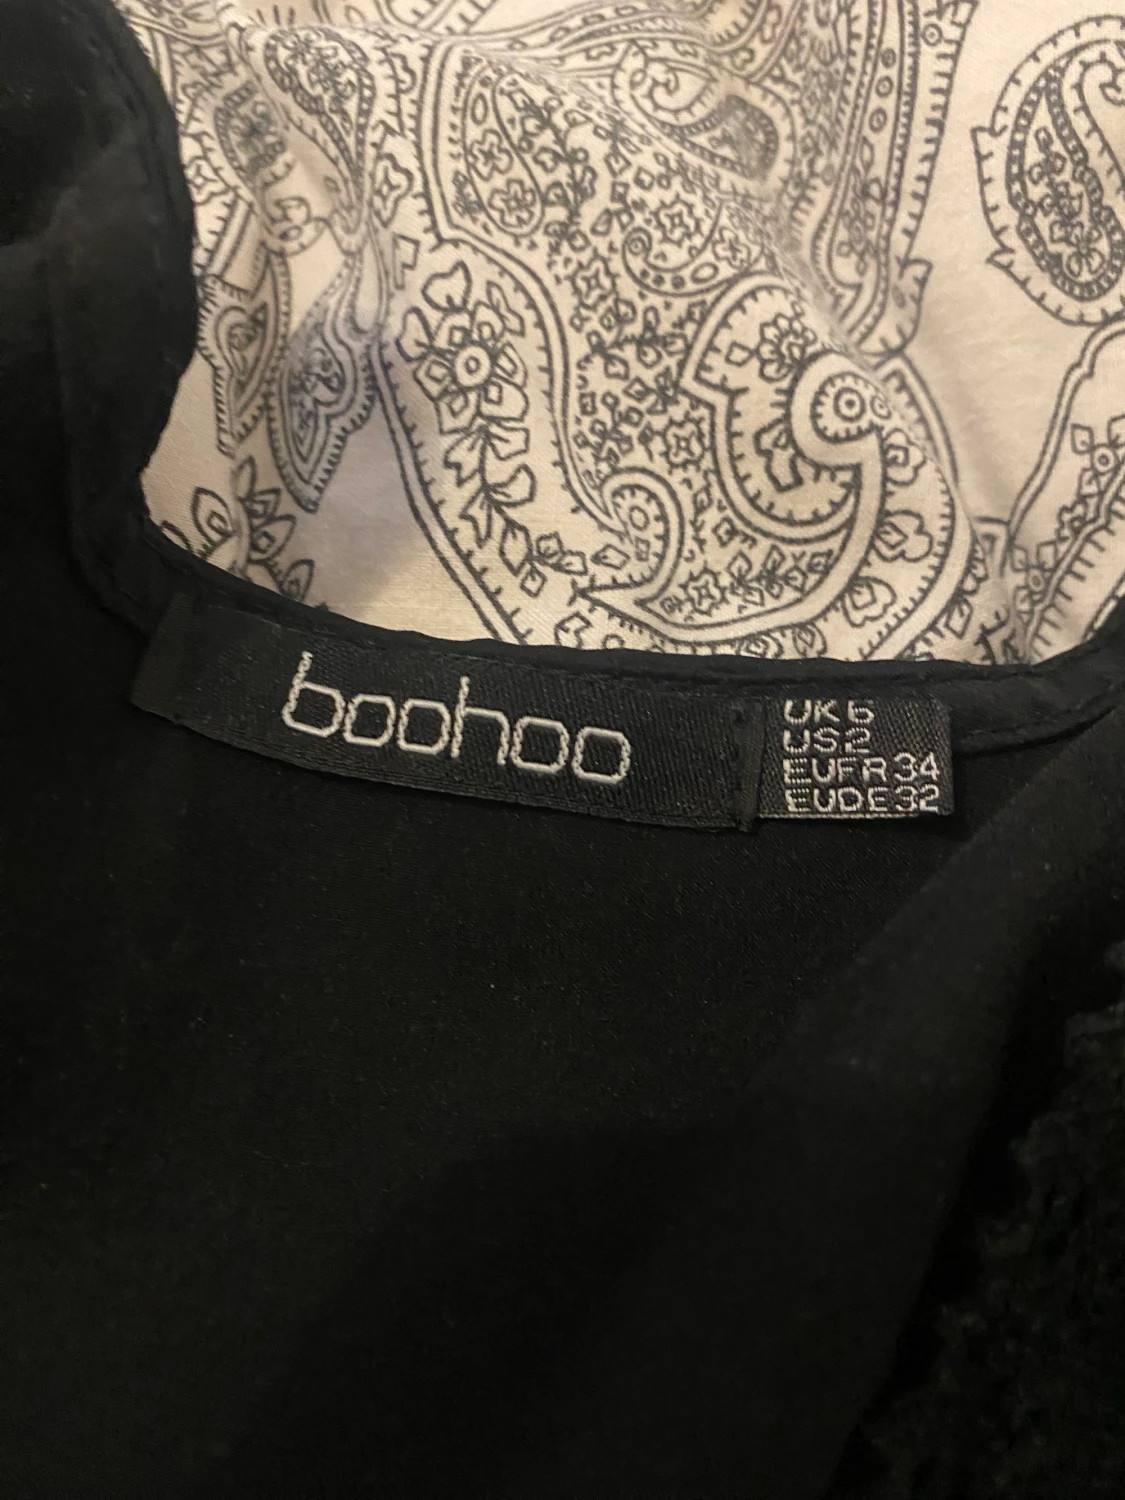 boohoo
UK 6
US 2
EUFR 34
EUDE 32